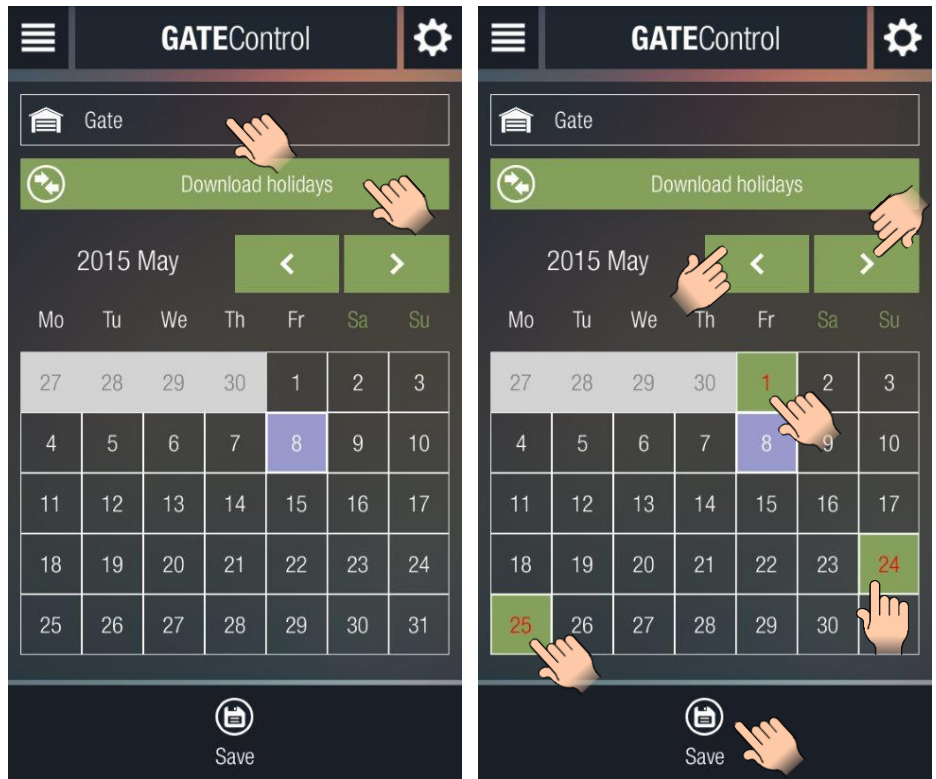 GATEControl
Gate
Download holidays
2015 May
Mo Tu We Th Fr Sa Su
27 28 29 30 1 2 3
4 5 6 7 8 9 10
11 12 13 14 15 16 17
18 19 20 21 22 23 24
25 26 27 28 29 30 31
Save
GATEControl
Gate
Download holidays
2015 May
Mo Tu We Th Fr Sa Su
27 28 29 30 1 2 3
4 5 6 7 8 9 10
11 12 13 14 15 16 17
18 19 20 21 22 23 24
25 26 27 28 29 30
Save